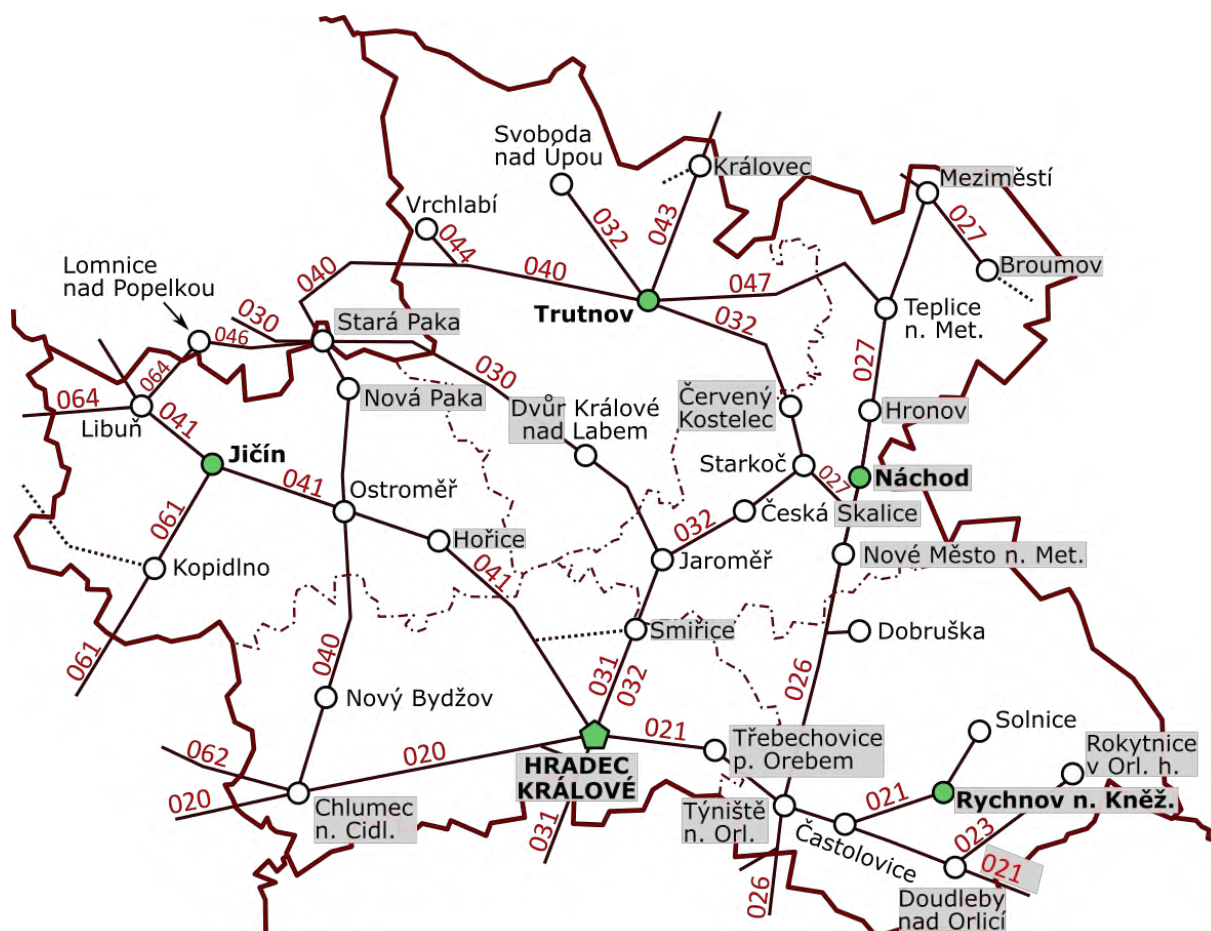 Svoboda
nad Úpou
Královec
Meziměstí
Vrchlabí
032
043
027
Broumov
044
Lomnice
nad Popelkou
040
040
047
Teplice
n. Met.
Trutnov
030
Stará Paka
032
046
027
064
030
064
Nová Paka
Dvůr Králové
nad Labem
Červený
Kostelec
Hronov
Libuň
041
Jičín
Starkoč
Náchod
041
027
Ostroměř
061
032
Česká Skalice
Hořice
Nové Město n. Met.
Kopidlno
041
Jaroměř
Smiřice
Dobruška
061
040
031
032
026
Nový Bydžov
Solnice
062
020
021
Třebechovice
p. Orebem
Rokytnice
v Orl. h.
HRADEC
KRÁLOVÉ
020
Chlumec
n. Cidl.
021
Rychnov n. Kněž.
Týniště
n. Orl.
031
Častolovice
023
021
026
Doudleby
nad Orlicí